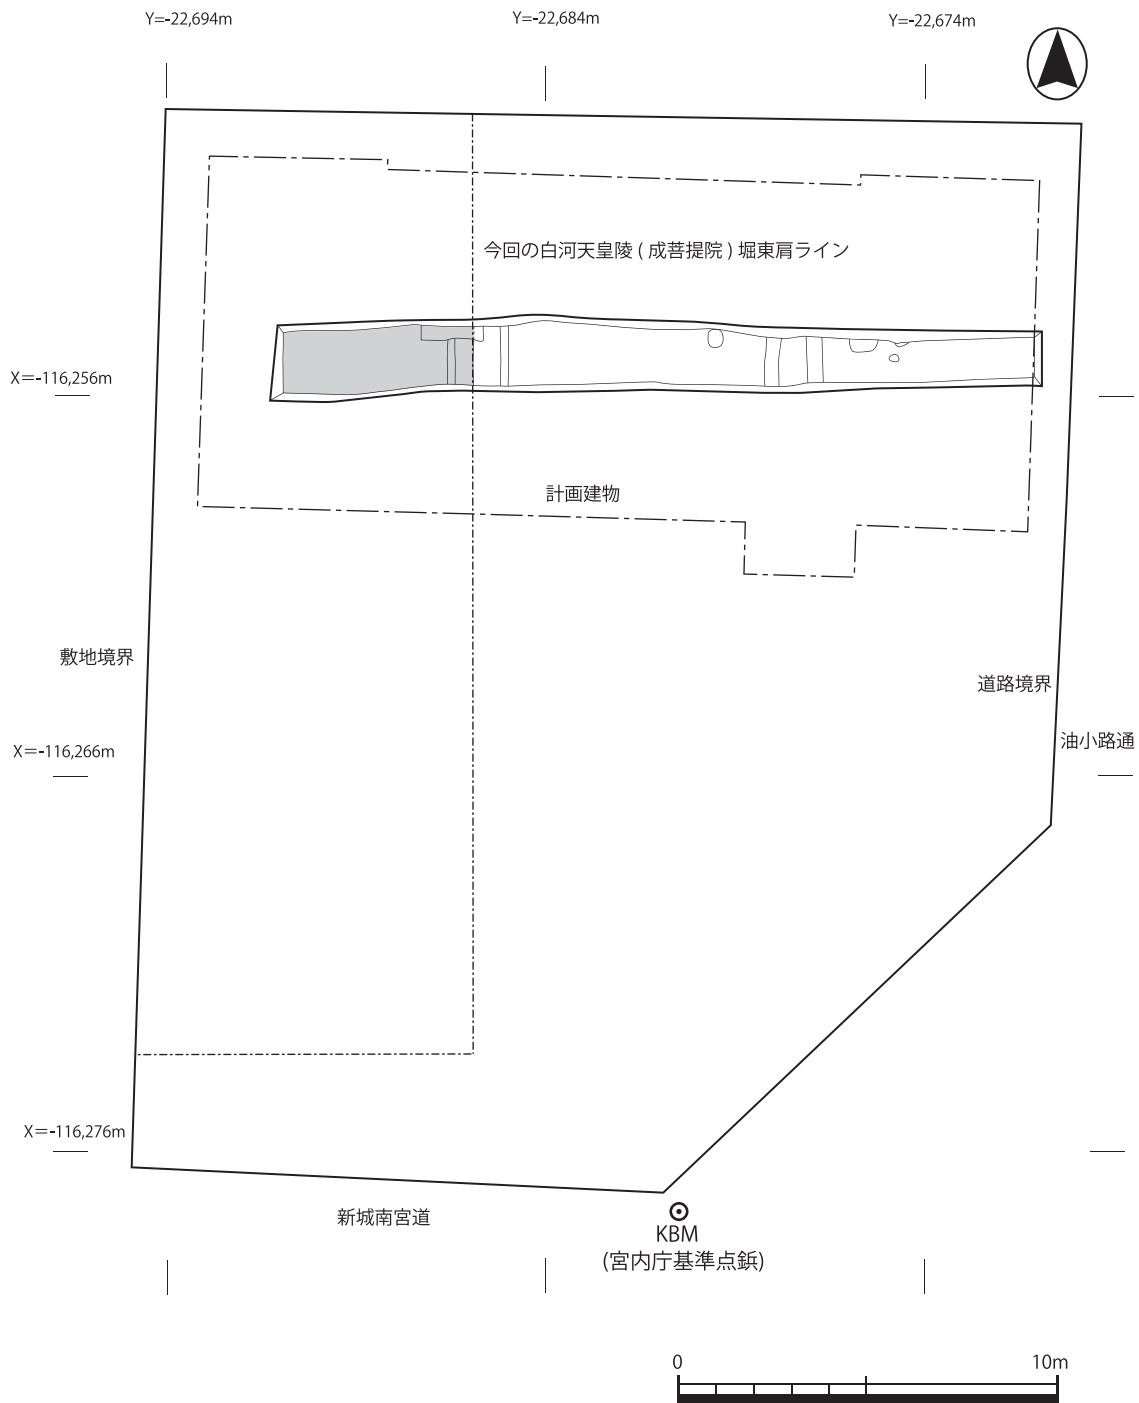 Y=-22,694m
Y=-22,684m
Y=-22,674m
今回の白河天皇陵 ( 成菩提院 ) 堀東肩ライン
X=-116,256m
計画建物
敷地境界
道路境界
油小路通
X=-116,266m
X=-116,276m
新城南宮道
KBM
(宮内庁基準点鋲)
0 10m